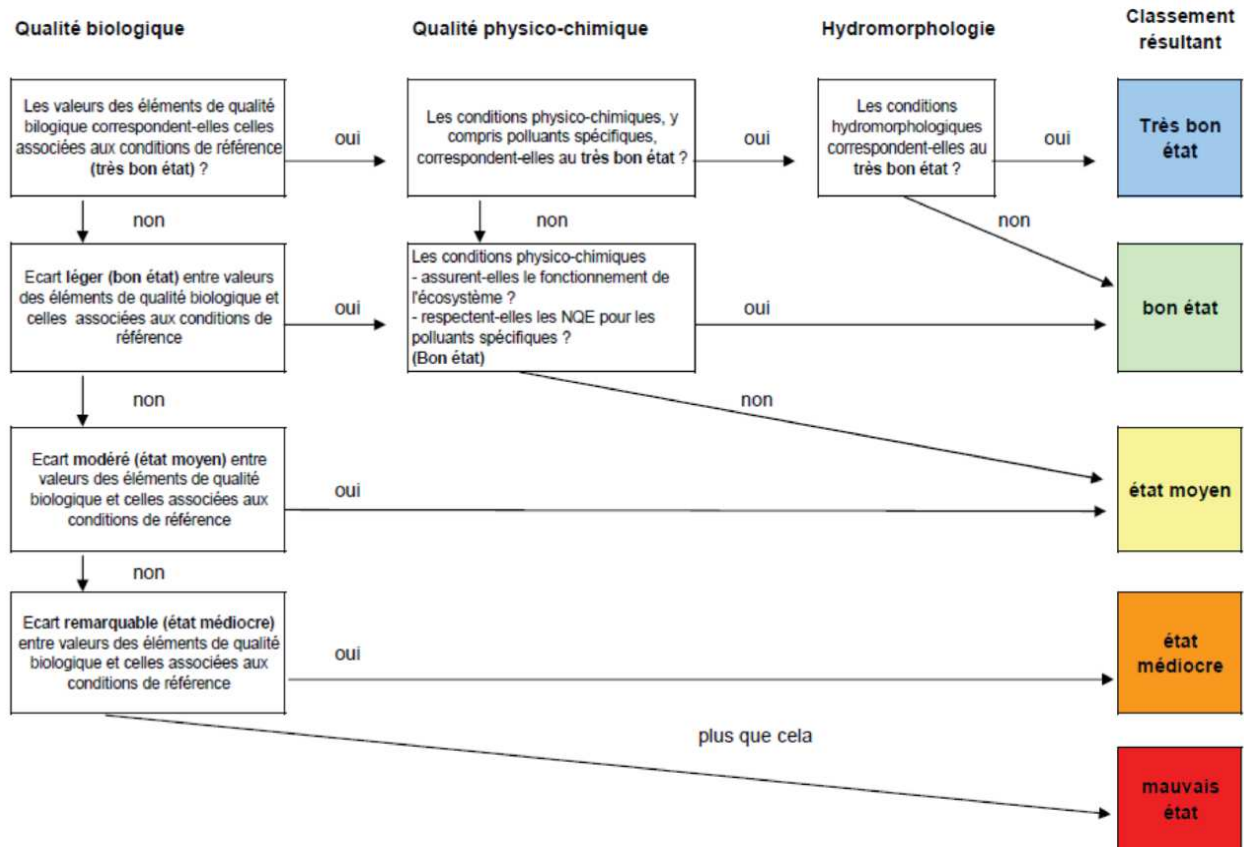 Qualité biologique
Qualité physico-chimique
Hydromorphologie
Classement
résultant
Les valeurs des éléments de qualité
bilogique correspondent-elles celles
associées aux conditions de référence
(très bon état) ?
oui
Les conditions physico-chimiques, y
compris polluants spécifiques,
correspondent-elles au très bon état ?
oui
Les conditions
hydromorphologiques
correspondent-elles au
très bon état ?
oui
Très bon
état
non
non
non
Ecart léger (bon état) entre valeurs
des éléments de qualité biologique et
celles associées aux conditions de
référence
oui
Les conditions physico-chimiques
- assurent-elles le fonctionnement de
l'écosystème ?
- respectent-elles les NQE pour les
polluants spécifiques ?
(Bon état)
oui
bon état
non
non
Ecart modéré (état moyen) entre
valeurs des éléments de qualité
biologique et celles associées aux
conditions de référence
oui
état moyen
non
Ecart remarquable (état médiocre)
entre valeurs des éléments de qualité
biologique et celles associées aux
conditions de référence
oui
état
médiocre
plus que cela
mauvais
état